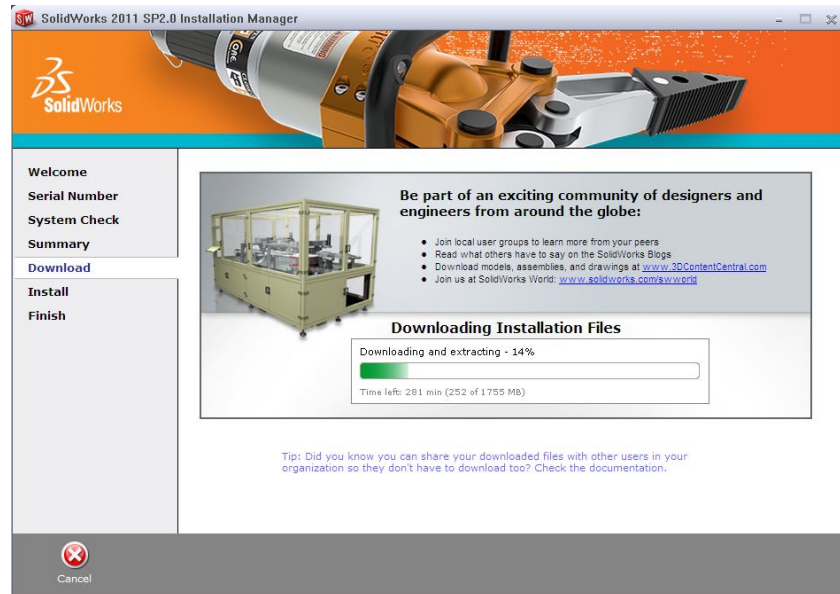 SolidWorks 2011 SP2.0 Installation Manager
SolidWorks
Welcome
Serial Number
System Check
Summary
Download
Install
Finish
Be part of an exciting community of designers and
engineers from around the globe:
Join local user groups to learn more from your peers
Read what others have to say on the SolidWorks Blogs
Download models, assemblies, and drawings at www.3DContentCentral.com
Join us at SolidWorks World: www.solidworks.com/swworld
Downloading Installation Files
Downloading and extracting - 14%
Time left: 281 min (252 of 1755 MB)
Tip: Did you know you can share your downloaded files with other users in your
organization so they don't have to download too? Check the documentation.
Cancel